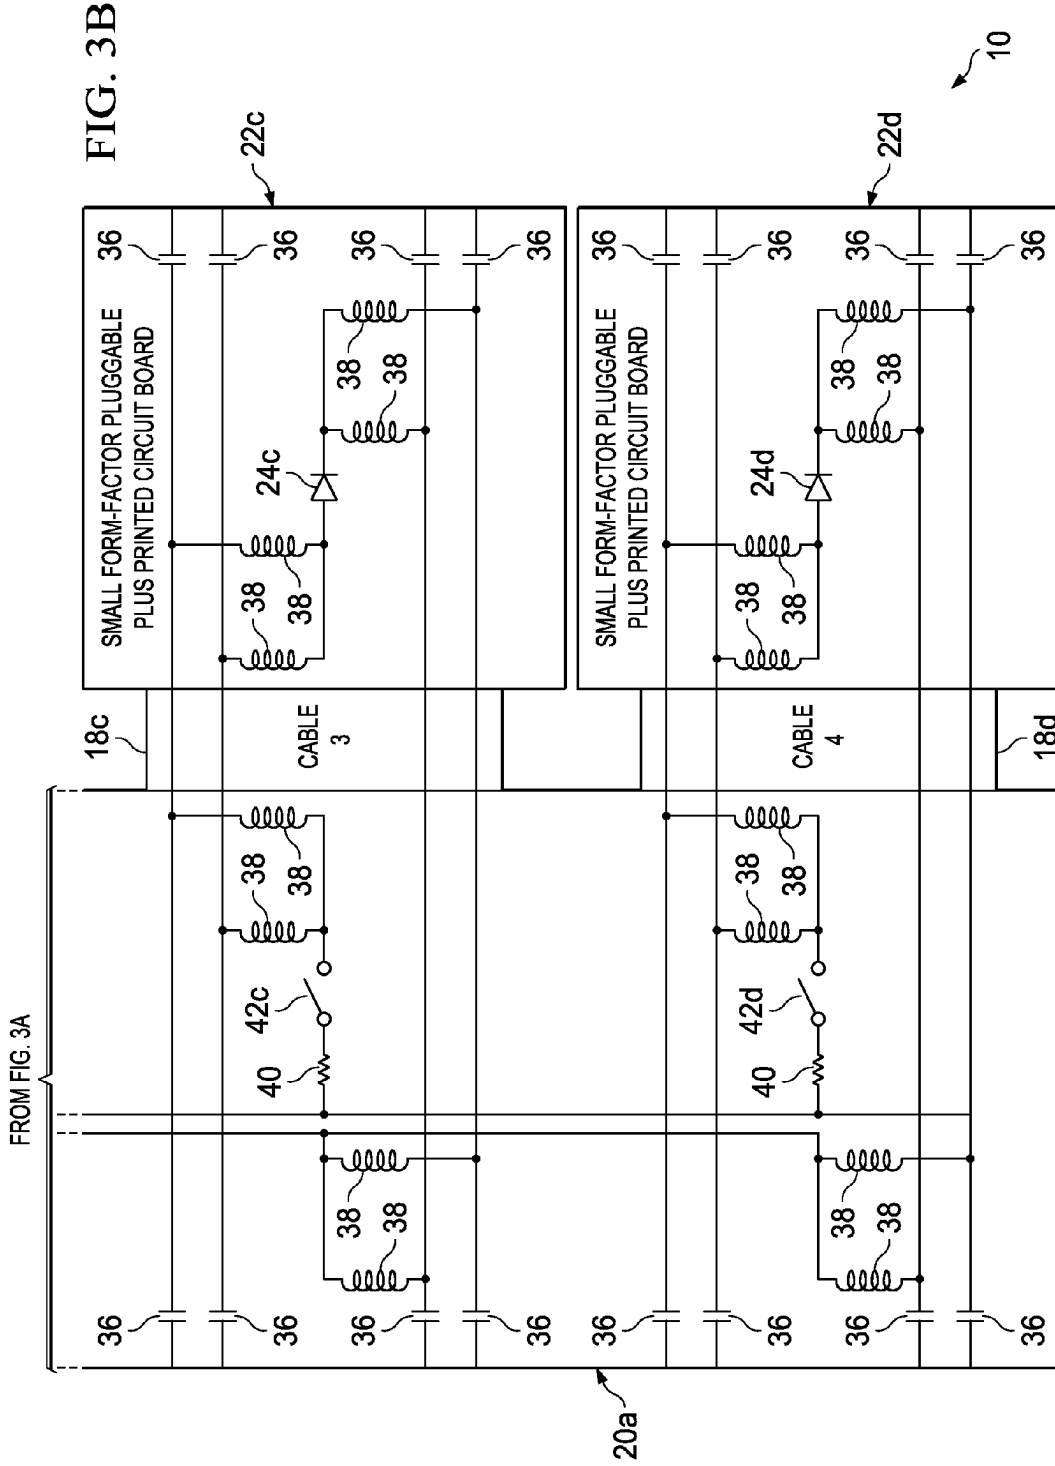 FIG. 3B
10
22c
22d
36
36
36
36
36
36
36
36
SMALL FORM-FACTOR PLUGGABLE
PLUS PRINTED CIRCUIT BOARD
38
38
24c
38
38
SMALL FORM-FACTOR PLUGGABLE
PLUS PRINTED CIRCUIT BOARD
38
38
24d
38
38
18c
CABLE
3
CABLE
4
18d
FROM FIG. 3A
38
38
42c
40
38
38
38
38
42d
40
38
38
36
36
36
36
36
36
36
36
20a